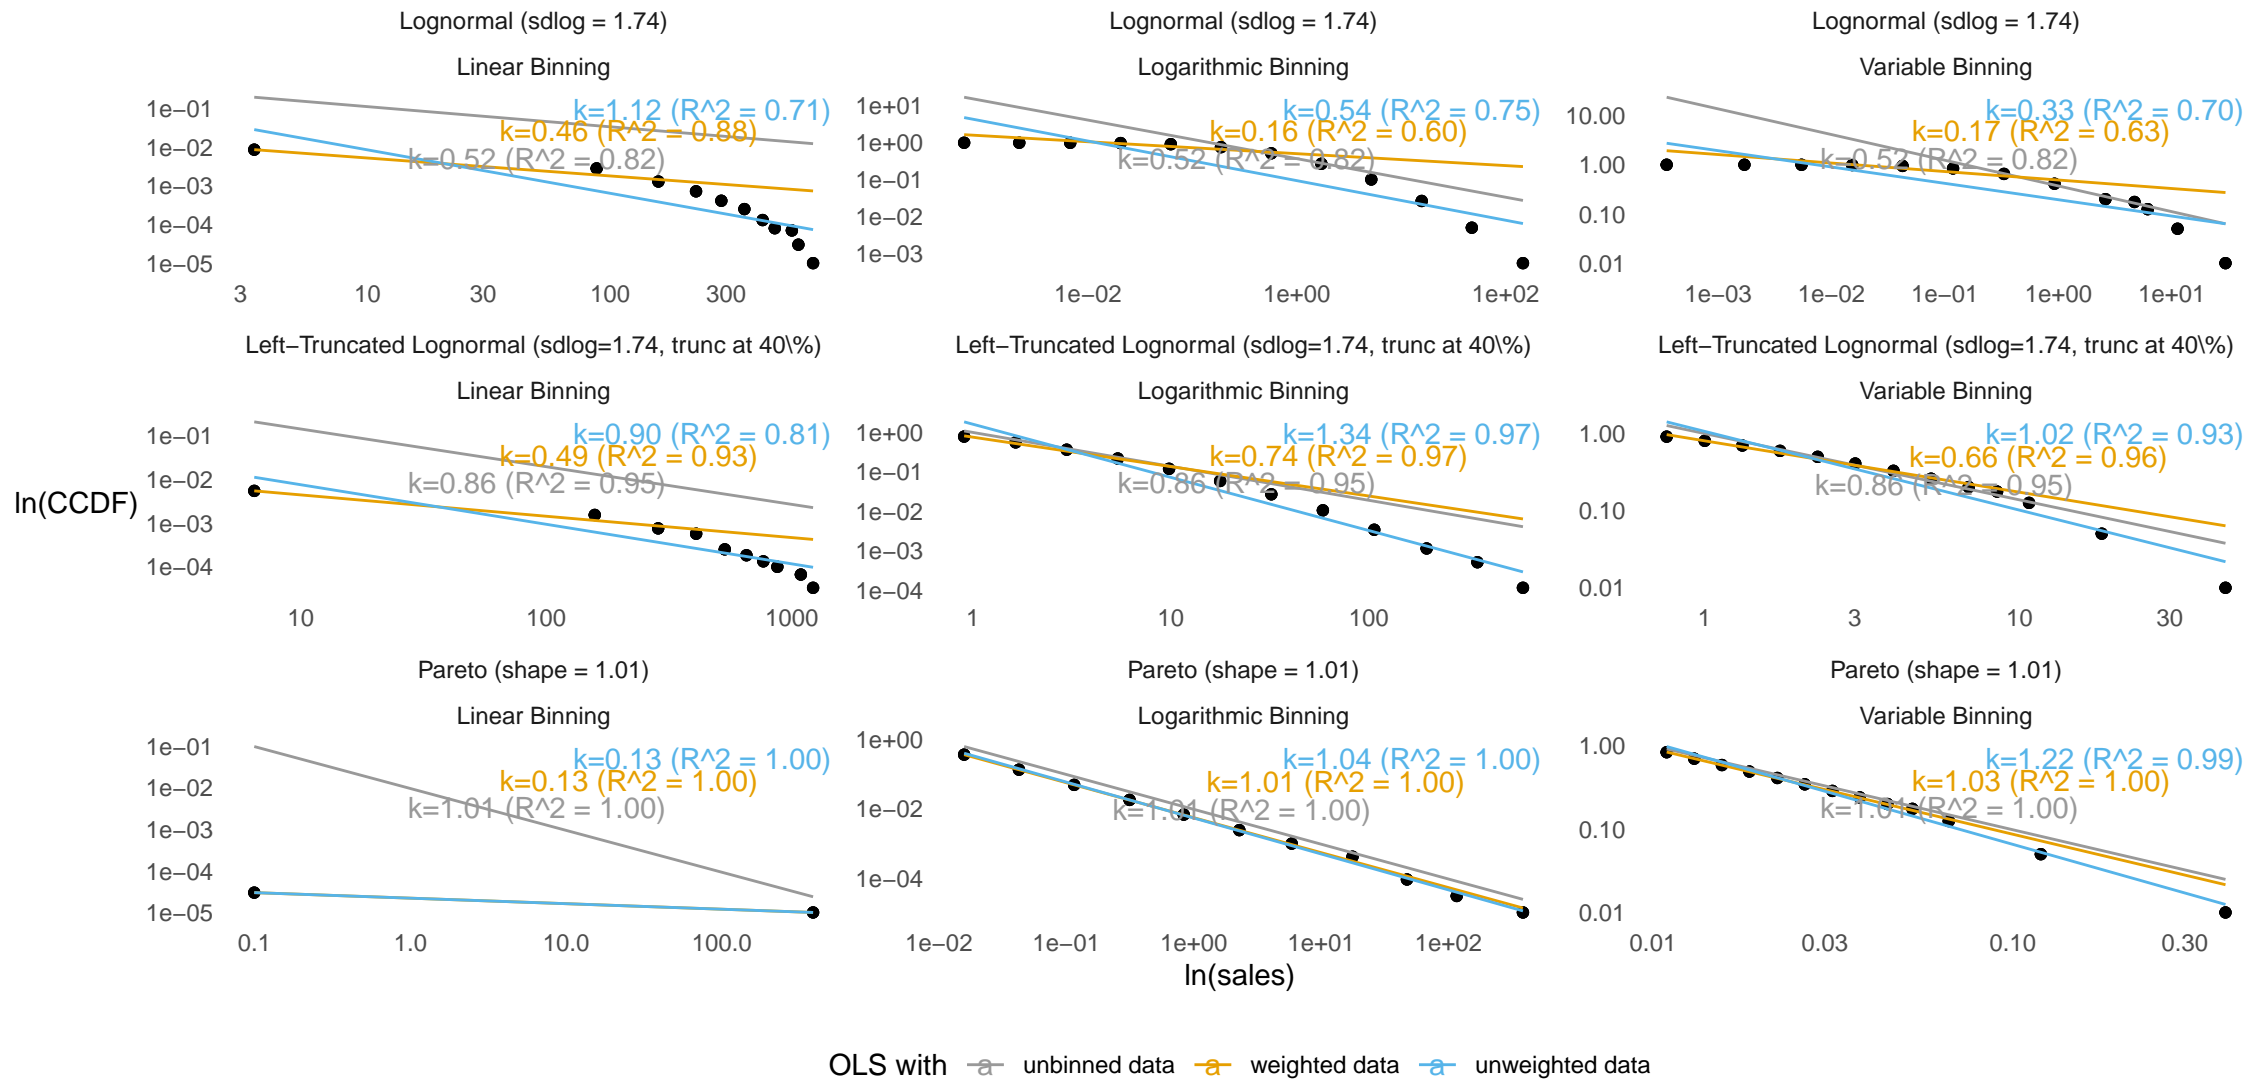 Lognormal (sdlog = 1.74)
Linear Binning
k=1.12 (R^2 = 0.71)
k=0.46 (R^2 = 0.88)
k=0.52 (R^2 = 0.82)
1e−01
1e−02
1e−03
1e−04
1e−05
3 10 30 100 300
Lognormal (sdlog = 1.74)
Logarithmic Binning
k=0.54 (R^2 = 0.75)
k=0.16 (R^2 = 0.60)
k=0.52 (R^2 = 0.82)
1e+01
1e+00
1e−01
1e−02
1e−03
1e−02 1e+00 1e+02
Lognormal (sdlog = 1.74)
Variable Binning
k=0.33 (R^2 = 0.70)
k=0.17 (R^2 = 0.63)
k=0.52 (R^2 = 0.82)
10.00
1.00
0.10
0.01
1e−03 1e−02 1e−01 1e+00 1e+01
Left−Truncated Lognormal (sdlog=1.74, trunc at 40\%)
Linear Binning
k=0.90 (R^2 = 0.81)
k=0.49 (R^2 = 0.93)
k=0.86 (R^2 = 0.95)
1e−01
1e−02
1e−03
1e−04
10 100 1000
Left−Truncated Lognormal (sdlog=1.74, trunc at 40\%)
Logarithmic Binning
k=1.34 (R^2 = 0.97)
k=0.74 (R^2 = 0.97)
k=0.86 (R^2 = 0.95)
1e+00
1e−01
1e−02
1e−03
1e−04
1 10 100
Left−Truncated Lognormal (sdlog=1.74, trunc at 40\%)
Variable Binning
k=1.02 (R^2 = 0.93)
k=0.66 (R^2 = 0.96)
k=0.86 (R^2 = 0.95)
1.00
0.10
0.01
1 3 10 30
Pareto (shape = 1.01)
Linear Binning
k=0.13 (R^2 = 1.00)
k=0.13 (R^2 = 1.00)
k=1.01 (R^2 = 1.00)
1e−01
1e−02
1e−03
1e−04
1e−05
0.1 1.0 10.0 100.0
Pareto (shape = 1.01)
Logarithmic Binning
k=1.04 (R^2 = 1.00)
k=1.01 (R^2 = 1.00)
k=1.01 (R^2 = 1.00)
1e+00
1e−02
1e−04
1e−02 1e−01 1e+00 1e+01 1e+02
Pareto (shape = 1.01)
Variable Binning
k=1.22 (R^2 = 0.99)
k=1.03 (R^2 = 1.00)
k=1.01 (R^2 = 1.00)
1.00
0.10
0.01
0.01 0.03 0.10 0.30
ln(CCDF)
ln(sales)
OLS with a unbinned data a weighted data a unweighted data